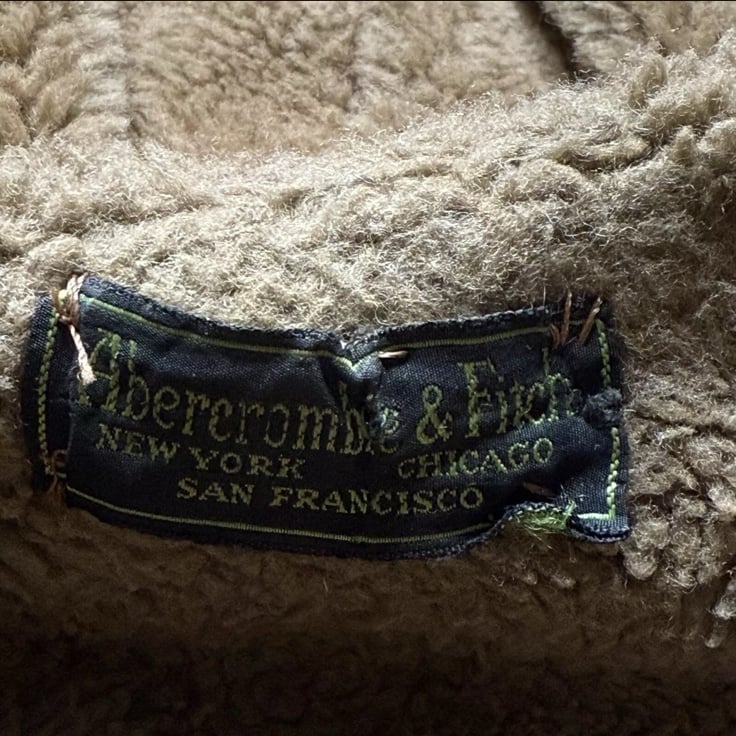 Abercrombie & Fitch
NEW YORK CHICAGO
SAN FRANCISCO